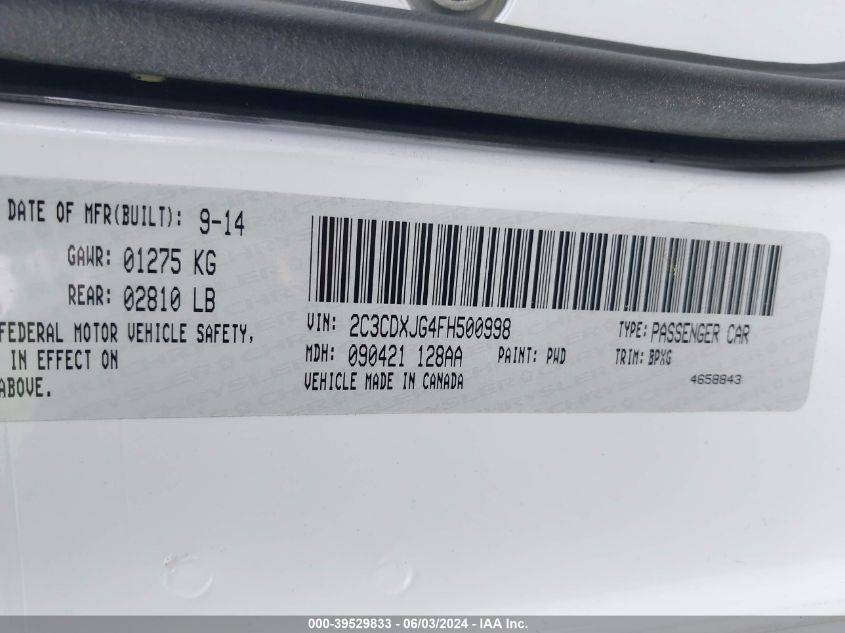 DATE OF MFR(BUILT): 9-14
GAWR: 01275 KG
REAR: 02810 LB
FEDERAL MOTOR VEHICLE SAFETY,
IN EFFECT ON
ABOVE.
VIN: 2C3CDXJG4FH500998 TYPE: PASSENGER CAR
MDH: 090421 128AA PAINT: PWD TRIM: BPXG
VEHICLE MADE IN CANADA 4658843
000-39529833 - 06/03/2024 - IAA Inc.